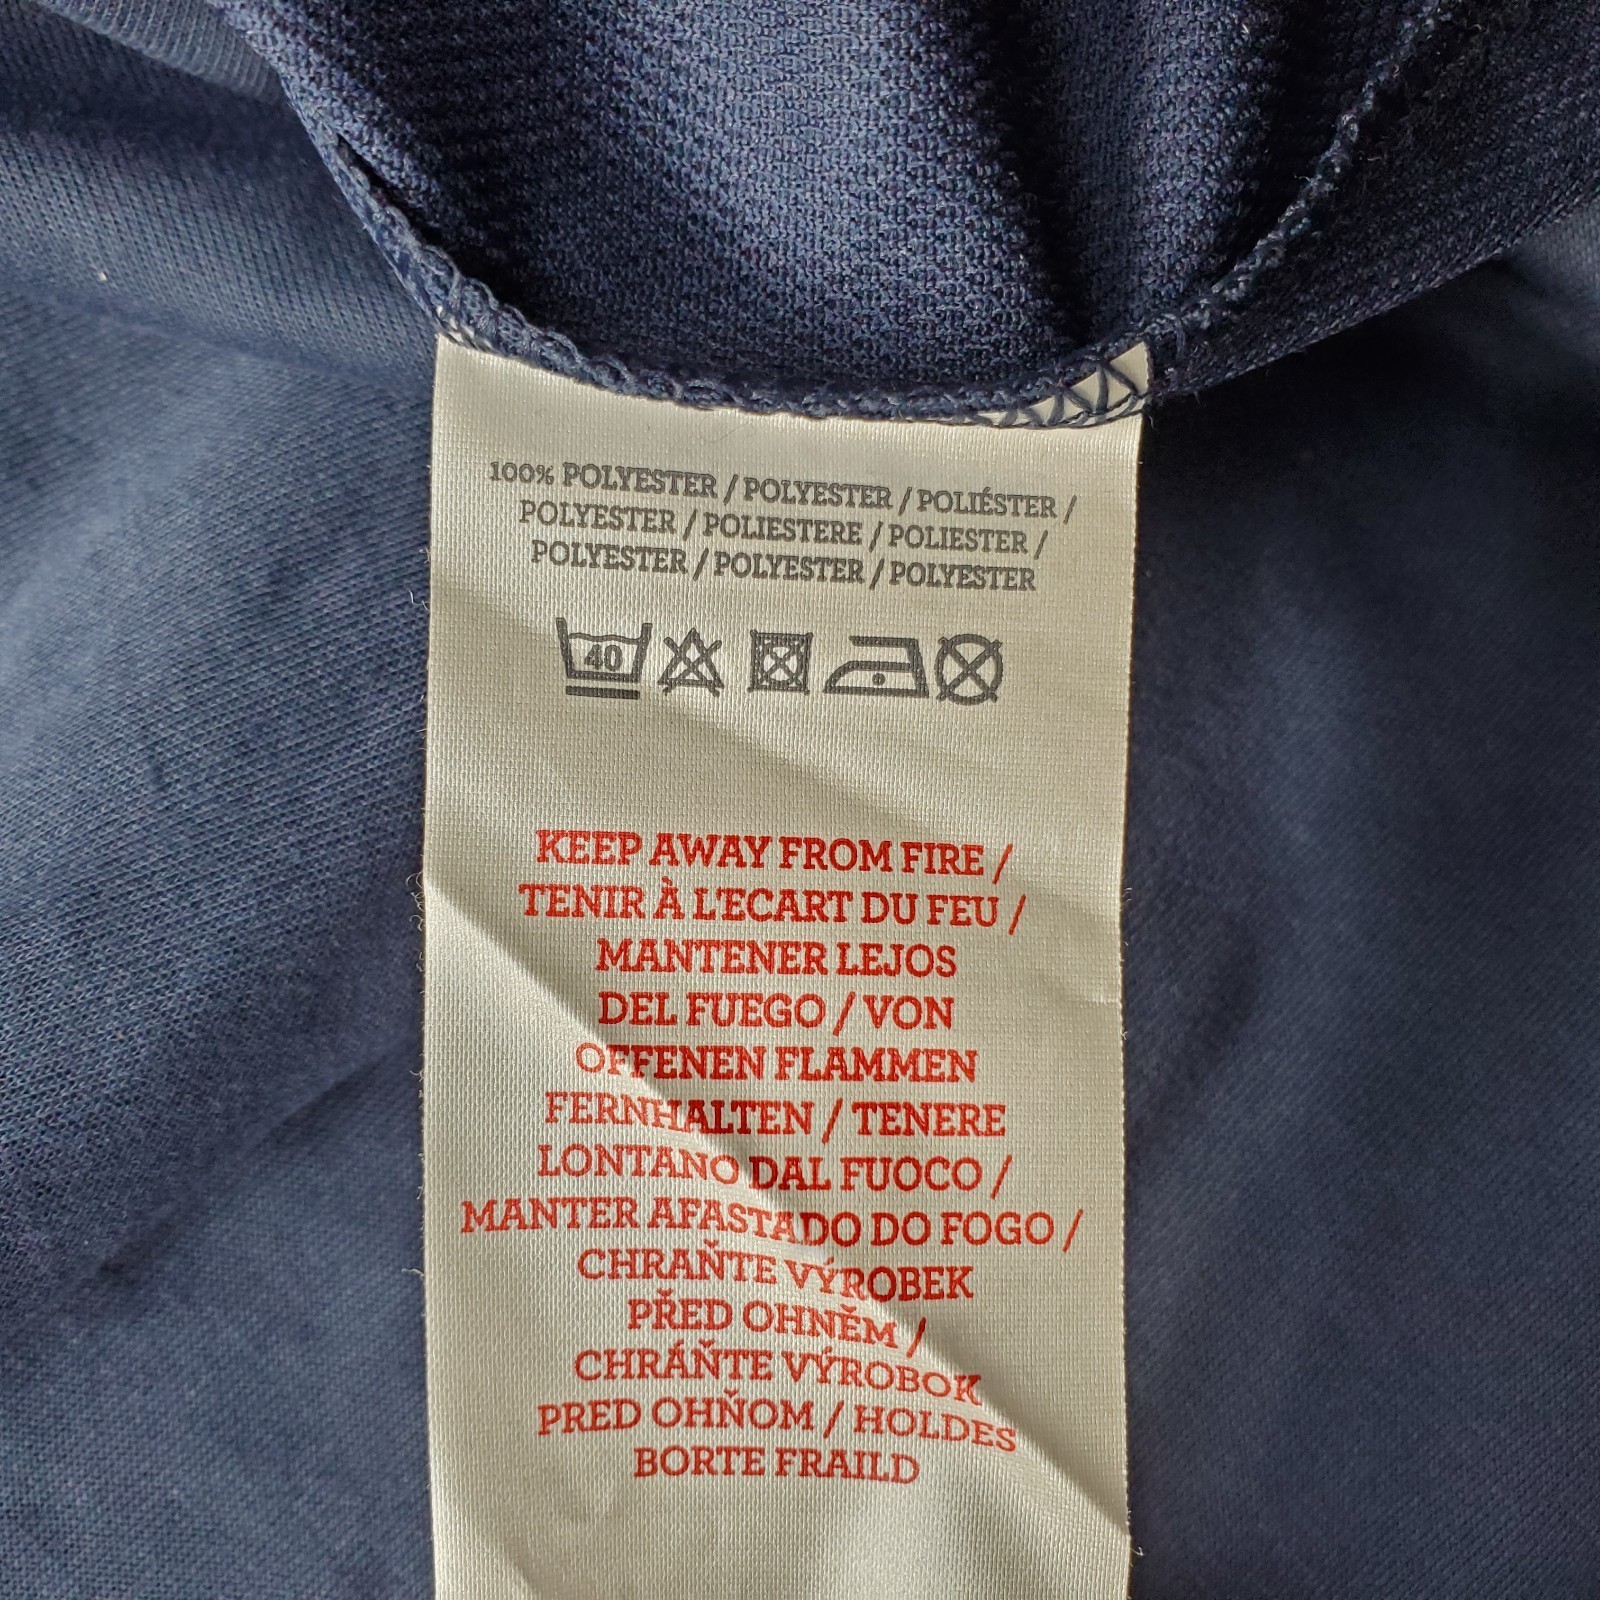 100% POLYESTER / POLYESTER / POLIÉSTER /
POLYESTER / POLIESTERE / POLIESTER /
POLYESTER / POLYESTER / POLYESTER
40
KEEP AWAY FROM FIRE /
TENIR À L'ECART DU FEU /
MANTENER LEJOS
DEL FUEGO / VON
OFFENEN FLAMMEN
FERNHALTEN / TENERE
LONTANO DAL FUOCO /
MANTER AFASTADO DO FOGO /
CHRAŇTE VÝROBEK
PŘED OHNĚM /
CHRÁŇTE VÝROBOK
PRED OHŇOM / HOLDES
BORTE FRAILD